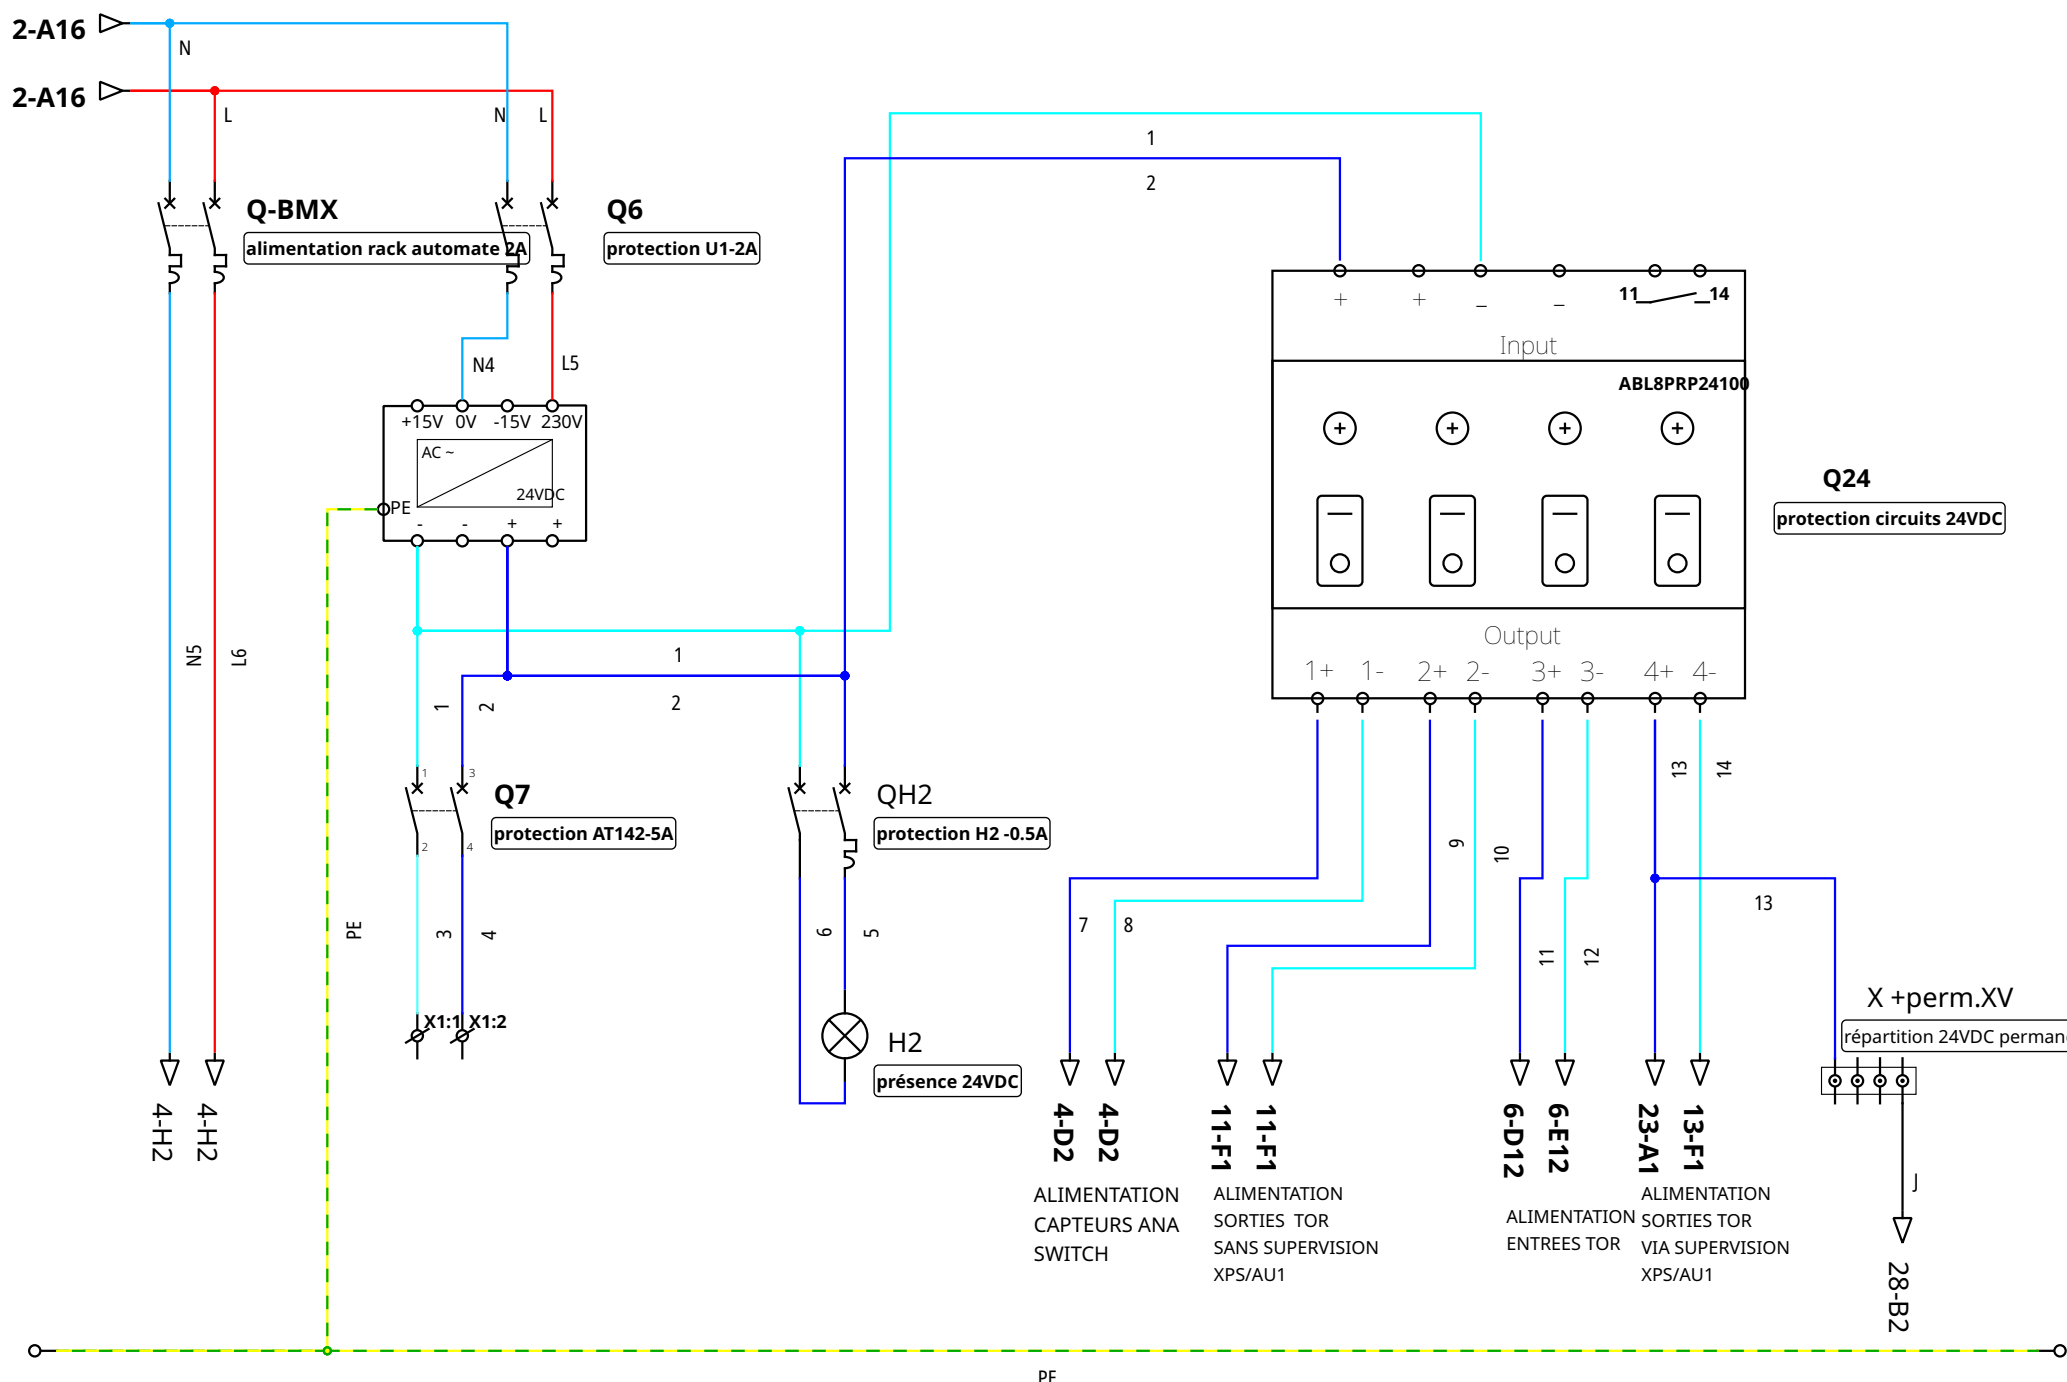 2-A16
N
2-A16
L
N
L
1
2
Q-BMX
alimentation rack automate 2A
Q6
protection U1-2A
N4
L5
+15V 0V -15V 230V
AC ~
24VDC
PE
- - + +
+ + – –
11 14
Input
ABL8PRP24100
Q24
protection circuits 24VDC
Output
1+ 1- 2+ 2- 3+ 3- 4+ 4-
N5
L6
1
2
1
2
1
3
Q7
protection AT142-5A
2
4
QH2
protection H2 -0.5A
13
14
9
10
PE
3
4
6
5
7
8
11
12
13
X1:1 X1:2
H2
présence 24VDC
X +perm.XV
répartition 24VDC perman
4-H2
4-H2
4-D2
4-D2
11-F1
11-F1
6-D12
6-E12
23-A1
13-F1
J
28-B2
ALIMENTATION
CAPTEURS ANA
SWITCH
ALIMENTATION
SORTIES TOR
SANS SUPERVISION
XPS/AU1
ALIMENTATION
ENTREES TOR
ALIMENTATION
SORTIES TOR
VIA SUPERVISION
XPS/AU1
PE